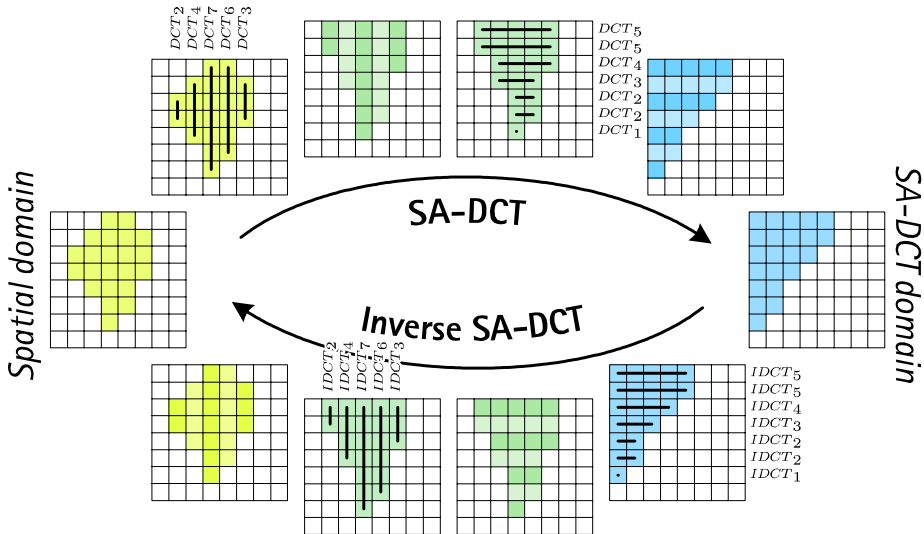 DCT2
DCT4
DCT7
DCT6
DCT3
DCT5
DCT5
DCT4
DCT3
DCT2
DCT2
DCT1
Spatial domain
SA-DCT
SA-DCT domain
Inverse SA-DCT
IDCT2
IDCT4
IDCT7
IDCT6
IDCT3
IDCT5
IDCT5
IDCT4
IDCT3
IDCT2
IDCT2
IDCT1